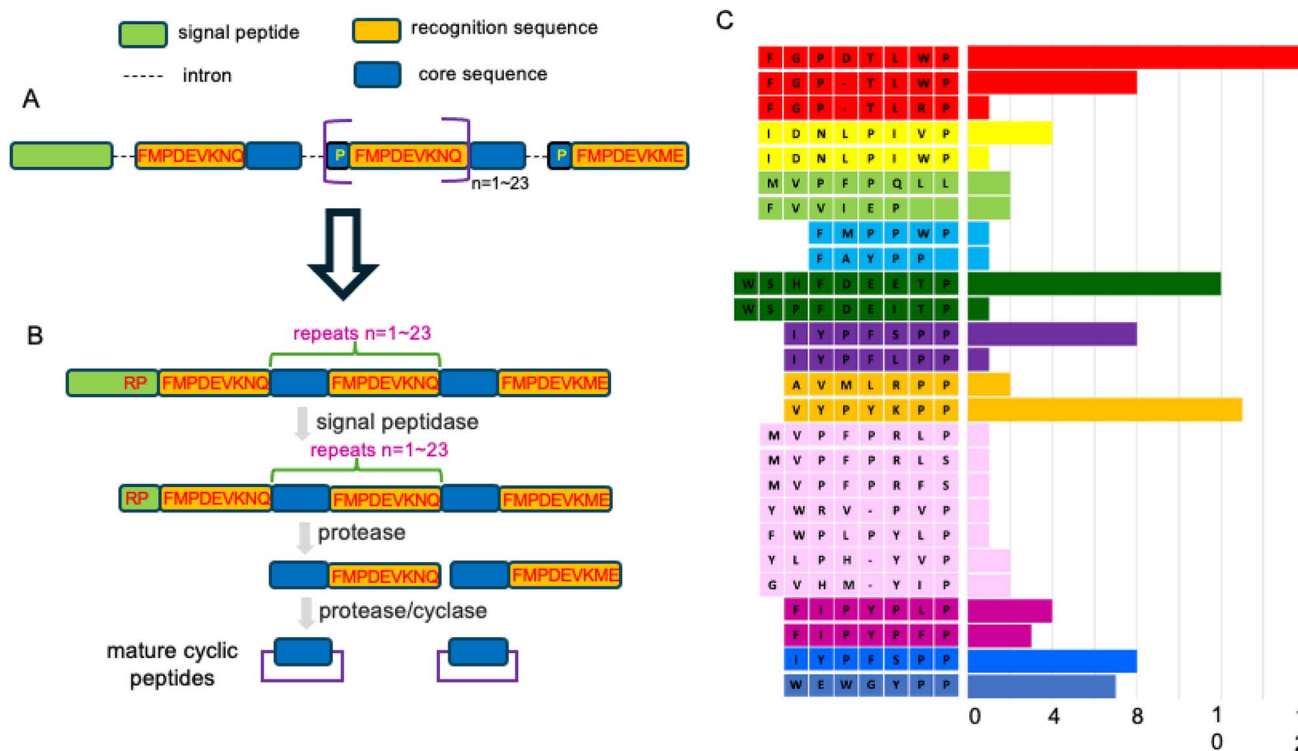 signal peptide
recognition sequence
intron
core sequence
A
P
P
FMPDEVKNQ
FMPDEVKNQ
FMPDEVKME
n=1~23
B
repeats n=1~23
RP
FMPDEVKNQ
FMPDEVKNQ
FMPDEVKME
signal peptidase
repeats n=1~23
RP
FMPDEVKNQ
FMPDEVKNQ
FMPDEVKME
protease
FMPDEVKNQ
FMPDEVKME
protease/cyclase
mature cyclic
peptides
C
F G P D T L W P
F G P - T L W P
F G P - T L R P
I D N L P I V P
I D N L P I W P
M V P F P Q L L
F V V I E P
F M P P W P
F A Y P P
W S H F D E E T P
W S P F D E I T P
I Y P F S P P
I Y P F L P P
A V M L R P P
V Y P Y K P P
M V P F P R L P
M V P F P R L S
M V P F P R F S
Y W R V - P V P
F W P L P Y L P
Y L P H - Y V P
G V H M - Y I P
F I P Y P L P
F I P Y P F P
I Y P F S P P
W E W G Y P P
0 4 8 1
0